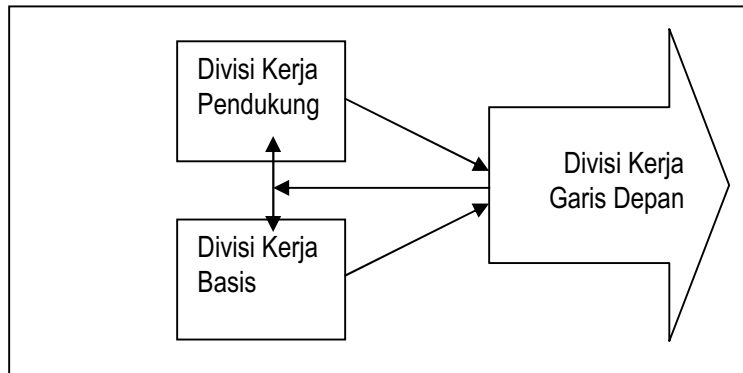 Divisi Kerja
Pendukung
Divisi Kerja
Garis Depan
Divisi Kerja
Basis